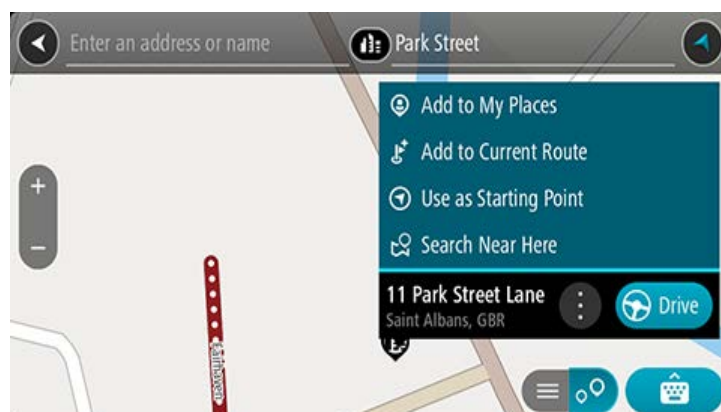 Enter an address or name
Park Street
Add to My Places
Add to Current Route
Use as Starting Point
Search Near Here
11 Park Street Lane
Saint Albans, GBR
Drive
Fairhaven